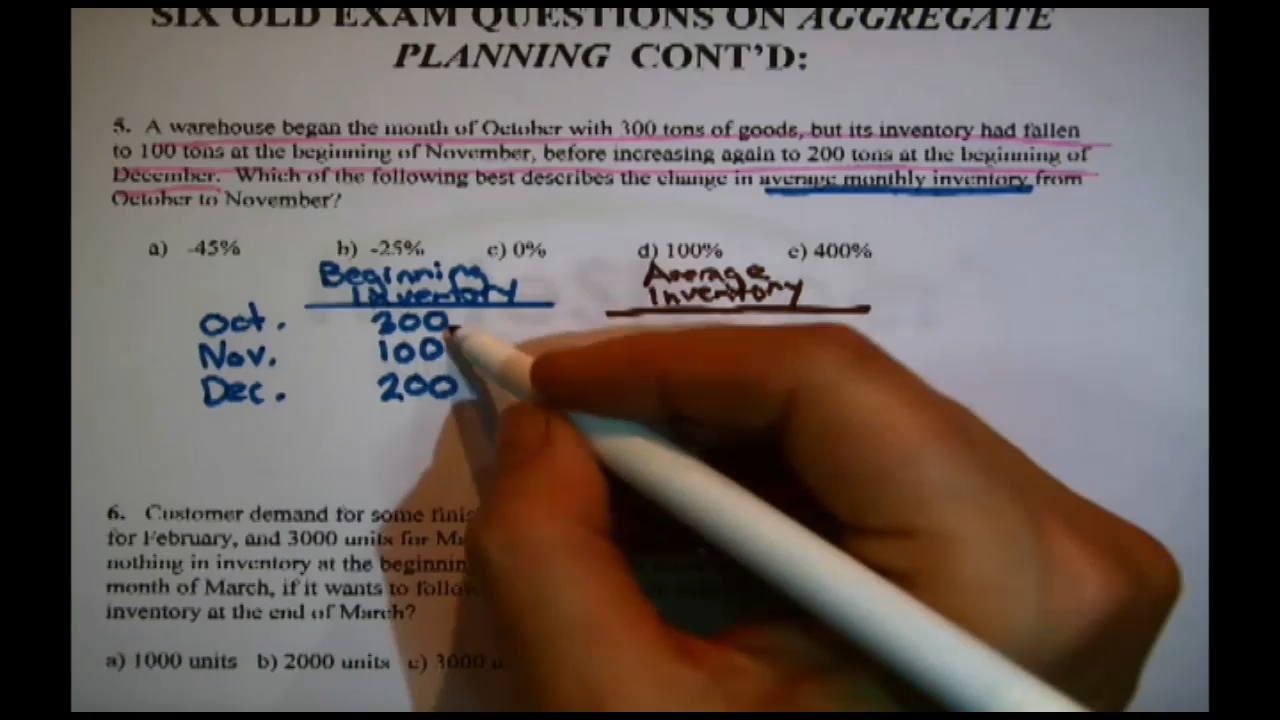 SIX OLD EXAM QUESTIONS ON AGGREGATE
PLANNING CONT'D:
5. A warehouse began the month of October with 300 tons of goods, but its inventory had fallen
to 100 tons at the beginning of November, before increasing again to 200 tons at the beginning of
December. Which of the following best describes the change in average monthly inventory from
October to November?
a) -45% b) -25% c) 0% d) 100% e) 400%
Beginning Inventory Average Inventory
Oct. 300
Nov. 100
Dec. 200
6. Customer demand for some
for February, and 3000 units for
nothing in inventory at the
month of March, if it wants to
inventory at the end of March?
a) 1000 units b) 2000 units c) 3000